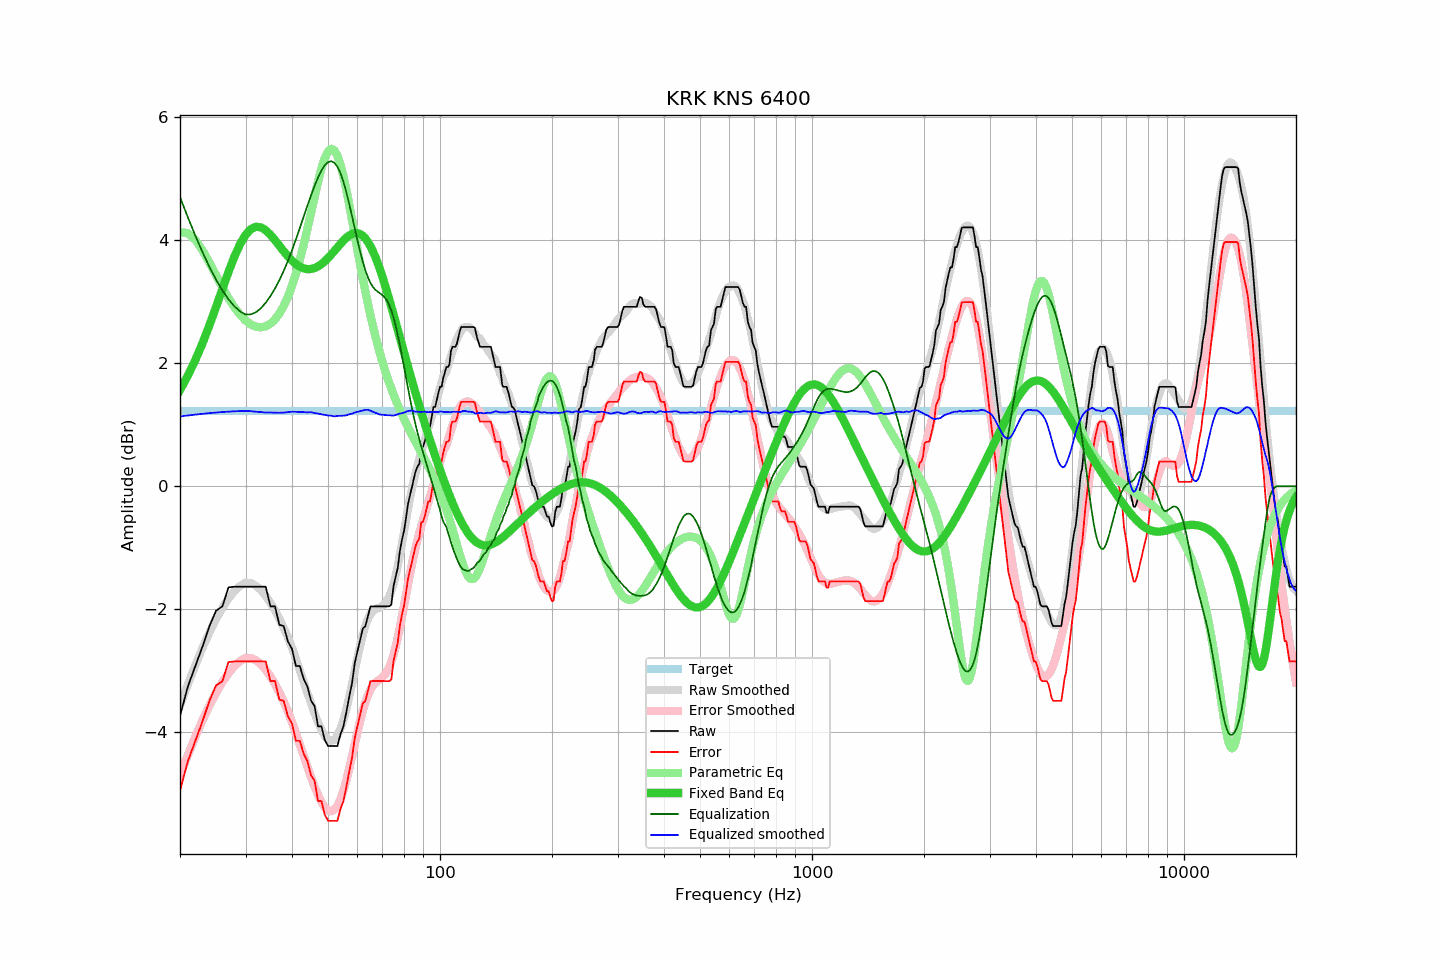 KRK KNS 6400
6
4
2
0
−2
−4
Amplitude (dBr)
100
1000
10000
Frequency (Hz)
Target
Raw Smoothed
Error Smoothed
Raw
Error
Parametric Eq
Fixed Band Eq
Equalization
Equalized smoothed